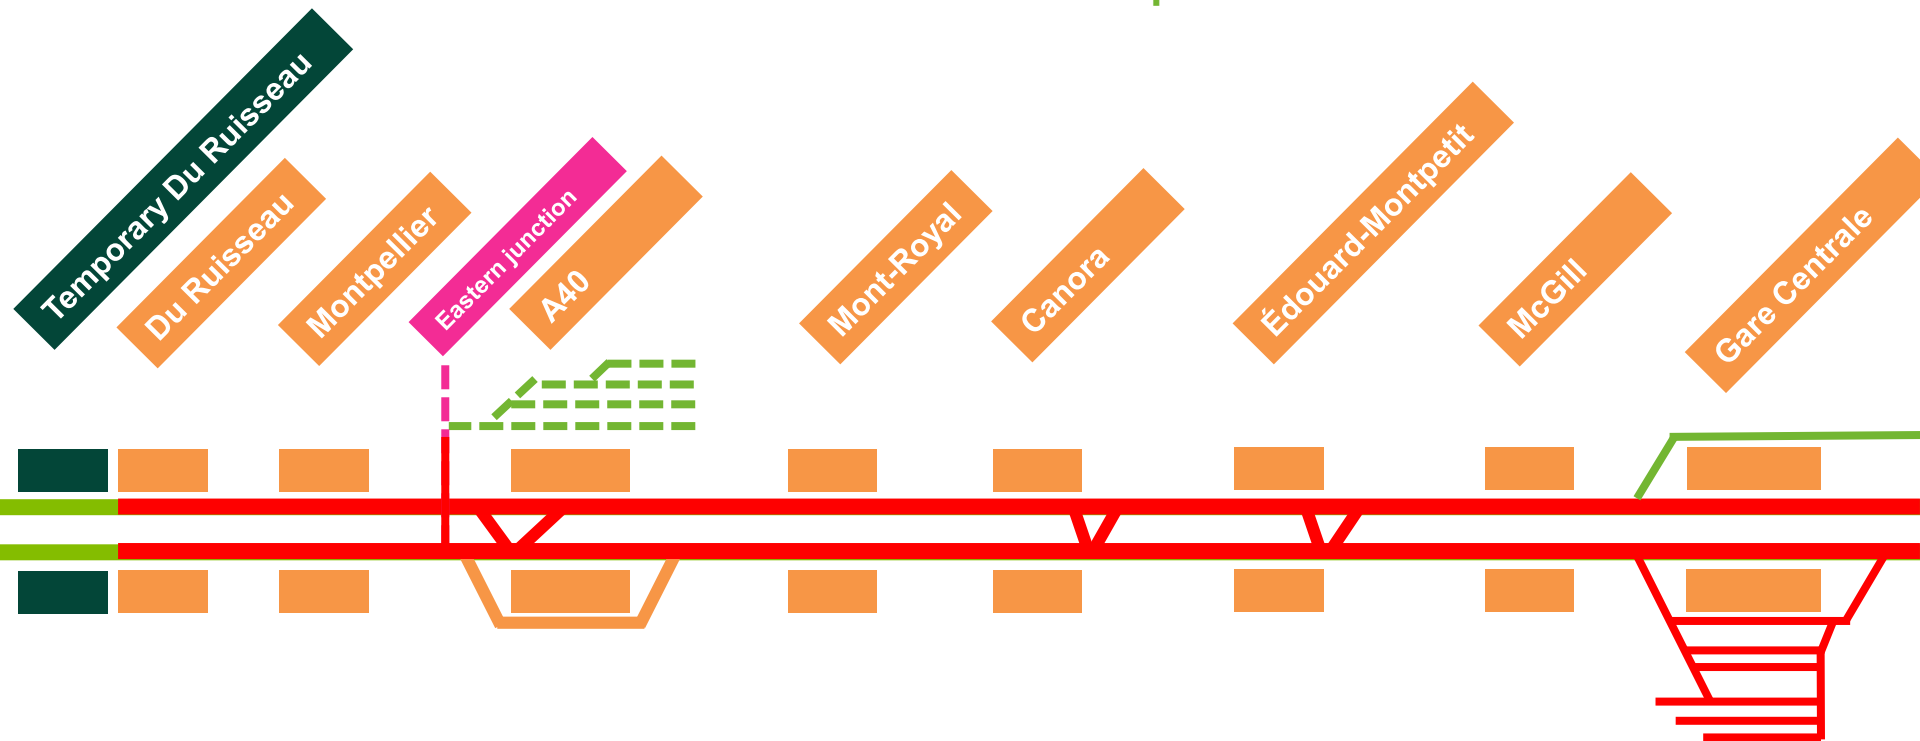 Temporary Du Ruisseau
Du Ruisseau
Montpellier
Eastern junction
A40
Mont-Royal
Canora
Édouard-Montpetit
McGill
Gare Centrale